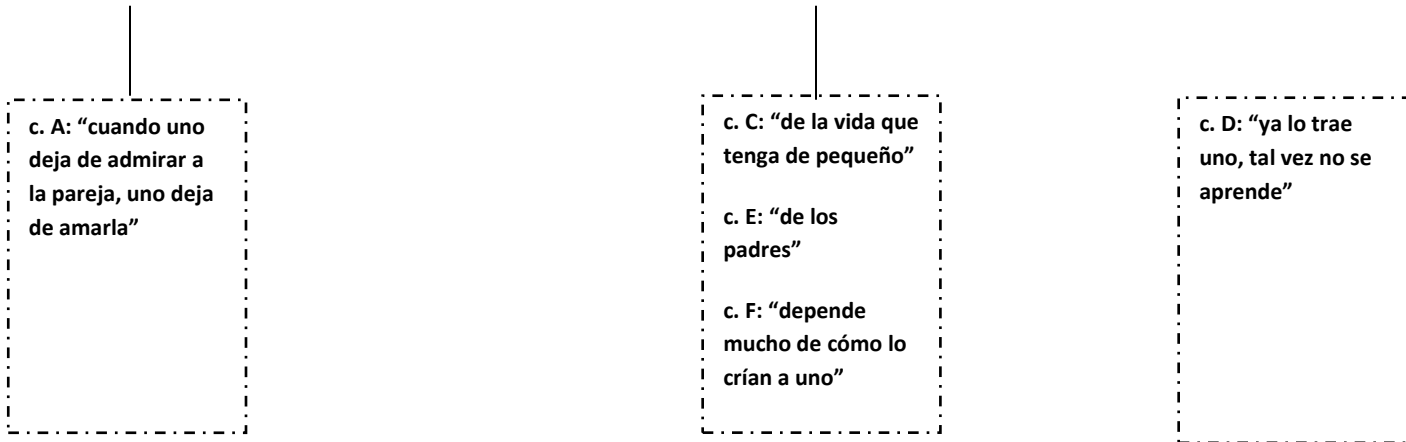 c. A: “cuando uno
deja de admirar a
la pareja, uno deja
de amarla”
c. C: “de la vida que
tenga de pequeño”
c. E: “de los
padres”
c. F: “depende
mucho de cómo lo
crían a uno”
c. D: “ya lo trae
uno, tal vez no se
aprende”